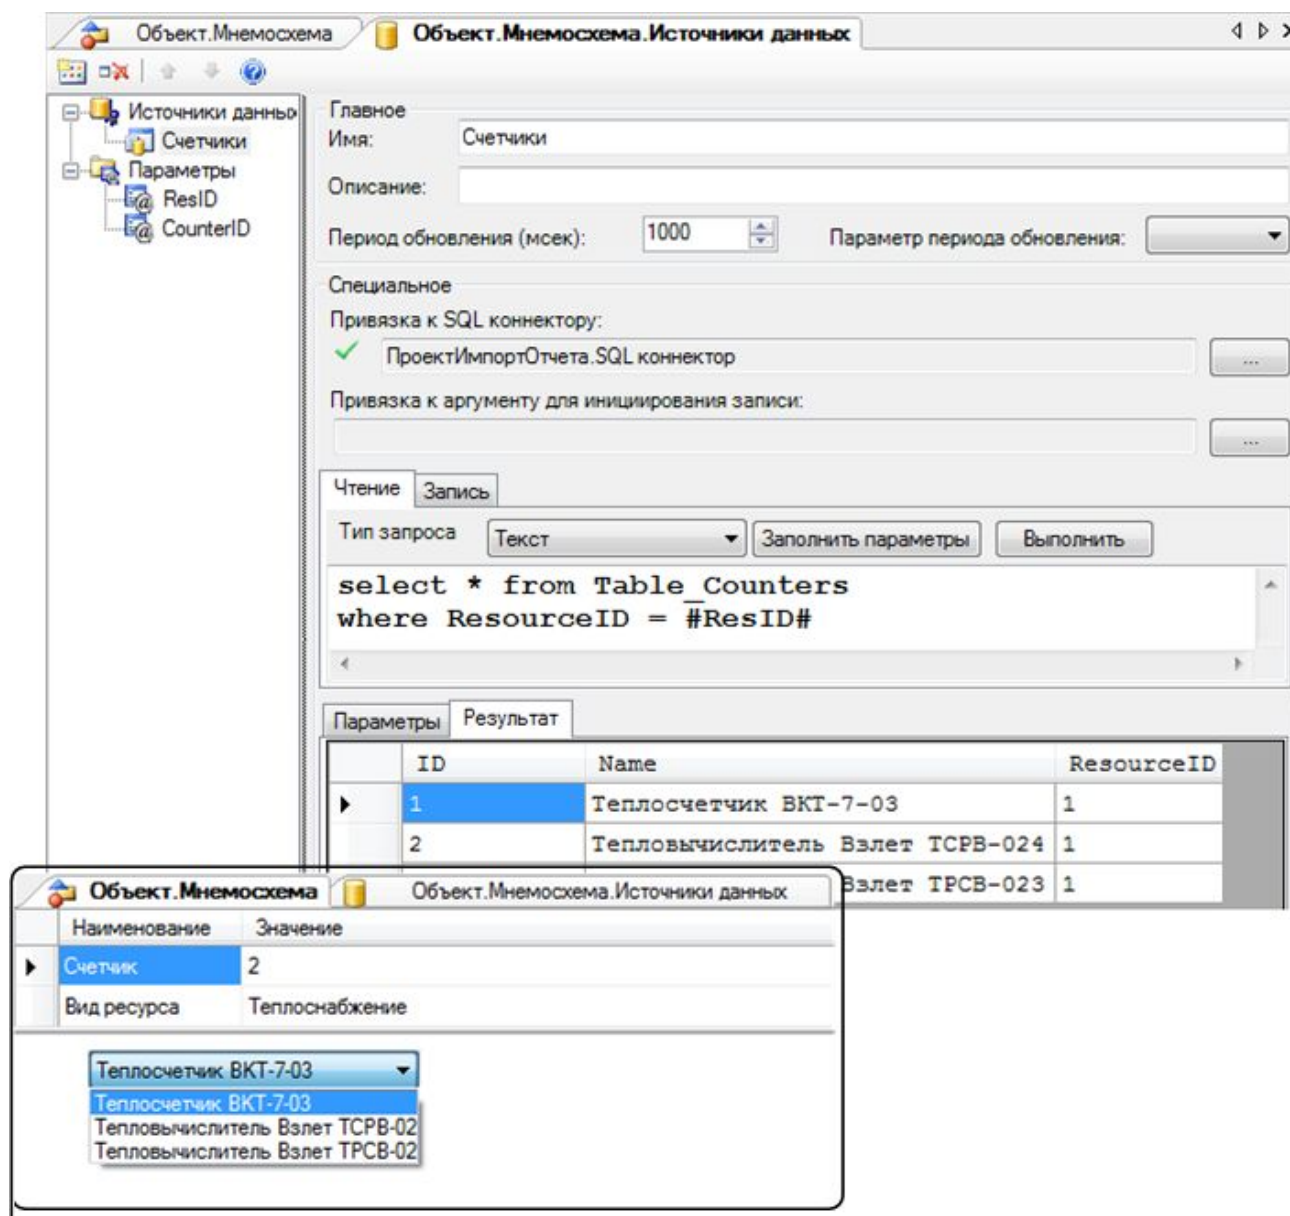 Объект.Мнемосхема Объект.Мнемосхема.Источники данных
Источники данны
Счетчики
Параметры
ResID
CounterID
Главное
Имя: Счетчики
Описание:
Период обновления (мсек): 1000 Параметр периода обновления:
Специальное
Привязка к SQL коннектору:
ПроектИмпортОтчета.SQL коннектор ...
Привязка к аргументу для инициирования записи:
...
Чтение Запись
Тип запроса Текст Заполнить параметры Выполнить
select * from Table_Counters
where ResourceID = #ResID#
Параметры Результат
ID Name ResourceID
1 Теплосчетчик ВКТ-7-03 1
2 Тепловычислитель Взлет ТСРВ-024 1
Взлет ТРСВ-023 1
Объект.Мнемосхема Объект.Мнемосхема.Источники данных
Наименование Значение
Счетчик 2
Вид ресурса Теплоснабжение
Теплосчетчик ВКТ-7-03
Теплосчетчик ВКТ-7-03
Тепловычислитель Взлет ТСРВ-02
Тепловычислитель Взлет ТРСВ-02